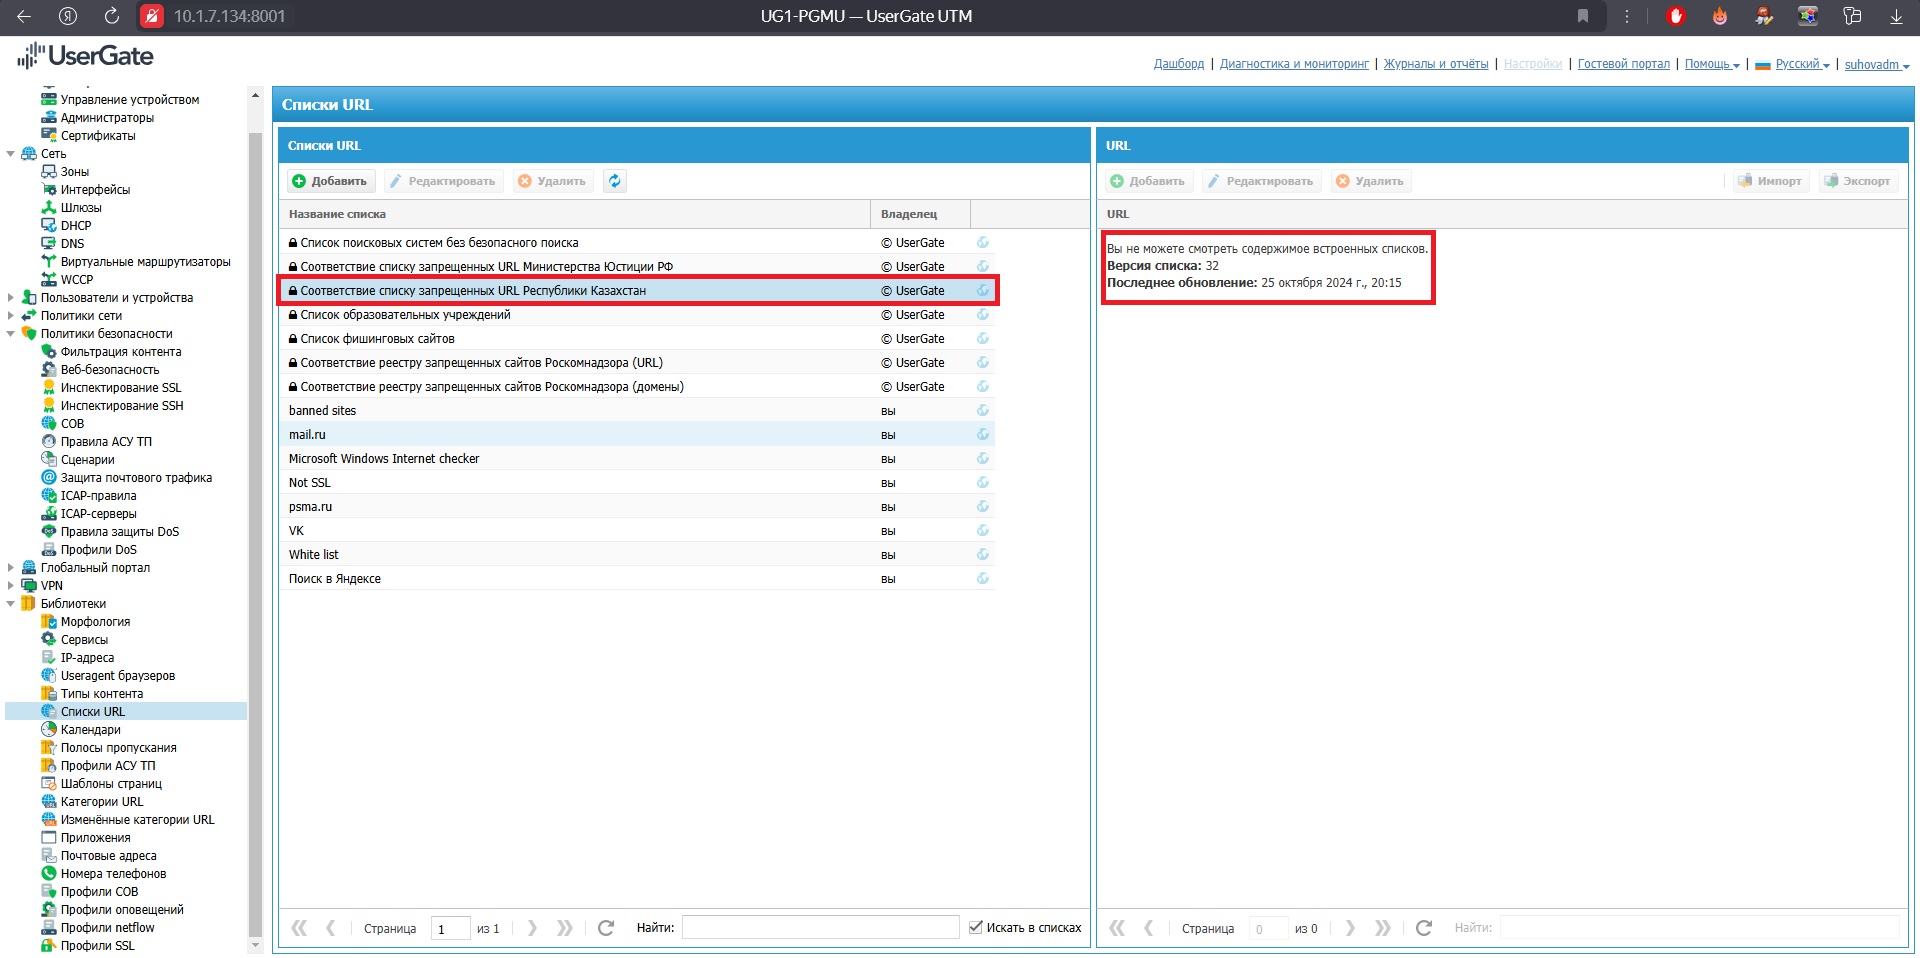 10.1.7.134:8001
UG1-PGMU — UserGate UTM
UserGate
Дашборд | Диагностика и мониторинг | Журналы и отчёты | Настройки | Гостевой портал | Помощь | Русский | suhovadm
Управление устройством
Администраторы
Сертификаты
Сеть
Зоны
Интерфейсы
Шлюзы
DHCP
DNS
Виртуальные маршрутизаторы
WCCP
Пользователи и устройства
Политики сети
Политики безопасности
Фильтрация контента
Веб-безопасность
Инспектирование SSL
Инспектирование SSH
СОВ
Правила АСУ ТП
Сценарии
Защита почтового трафика
ICAP-правила
ICAP-серверы
Правила защиты DoS
Профили DoS
Глобальный портал
VPN
Библиотеки
Морфология
Сервисы
IP-адреса
Useragent браузеров
Типы контента
Списки URL
Календари
Полосы пропускания
Профили АСУ ТП
Шаблоны страниц
Категории URL
Изменённые категории URL
Приложения
Почтовые адреса
Номера телефонов
Профили СОВ
Профили оповещений
Профили netflow
Профили SSL
Списки URL
Списки URL
Добавить Редактировать Удалить
Название списка Владелец
Список поисковых систем без безопасного поиска © UserGate
Соответствие списку запрещенных URL Министерства Юстиции РФ © UserGate
Соответствие списку запрещенных URL Республики Казахстан © UserGate
Список образовательных учреждений © UserGate
Список фишинговых сайтов © UserGate
Соответствие реестру запрещенных сайтов Роскомнадзора (URL) © UserGate
Соответствие реестру запрещенных сайтов Роскомнадзора (домены) © UserGate
banned sites вы
mail.ru вы
Microsoft Windows Internet checker вы
Not SSL вы
psma.ru вы
VK вы
White list вы
Поиск в Яндексе вы
Страница 1 из 1 Найти: Искать в списках
URL
Добавить Редактировать Удалить Импорт Экспорт
URL
Вы не можете смотреть содержимое встроенных списков.
Версия списка: 32
Последнее обновление: 25 октября 2024 г., 20:15
Страница 0 из 0 Найти: